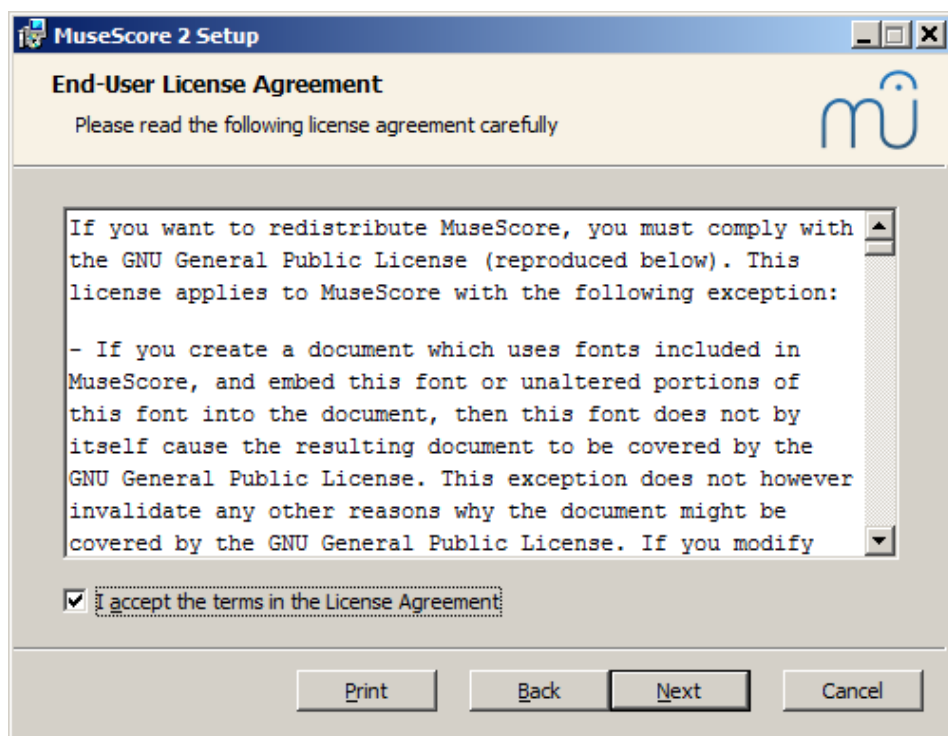 MuseScore 2 Setup
End-User License Agreement
Please read the following license agreement carefully
If you want to redistribute MuseScore, you must comply with
the GNU General Public License (reproduced below). This
license applies to MuseScore with the following exception:
- If you create a document which uses fonts included in
MuseScore, and embed this font or unaltered portions of
this font into the document, then this font does not by
itself cause the resulting document to be covered by the
GNU General Public License. This exception does not however
invalidate any other reasons why the document might be
covered by the GNU General Public License. If you modify
I accept the terms in the License Agreement
Print Back Next Cancel